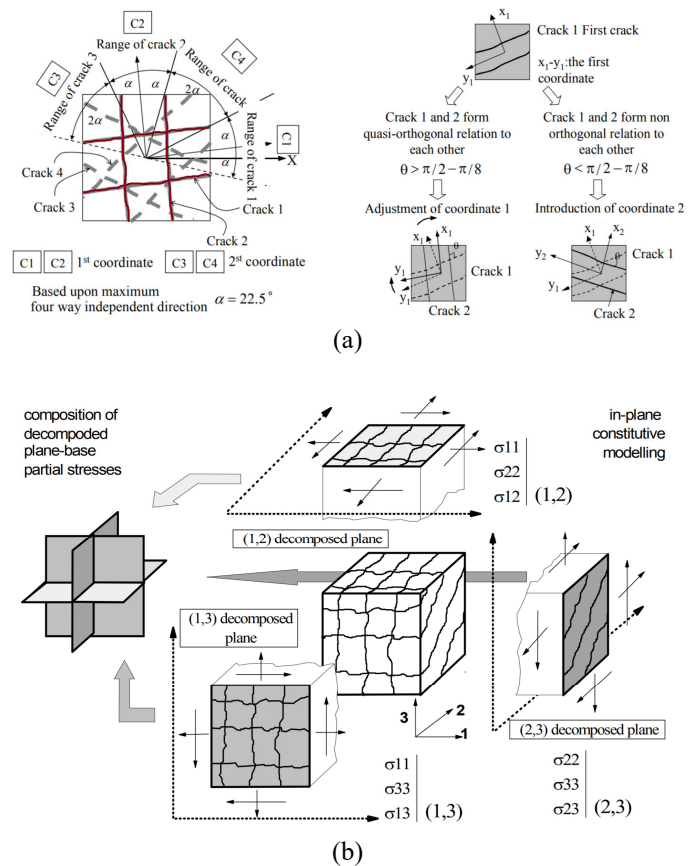 C2
Range of crack 2
C4
C3
Range of crack 3
Range of crack
α
α
2α
2α
α
α
C1
X
Range of crack 1
Crack 4
Crack 3
Crack 1
Crack 2
C1 C2 1st coordinate C3 C4 2st coordinate
Based upon maximum
four way independent direction α = 22.5°
x1
y1
Crack 1 First crack
x1-y1:the first
coordinate
Crack 1 and 2 form
quasi-orthogonal relation to
each other
θ > π/2 − π/8
Crack 1 and 2 form non
orthogonal relation to
each other
θ < π/2 − π/8
Adjustment of coordinate 1
Introduction of coordinate 2
x1
x1
θ
y1
y1
Crack 1
Crack 2
x1
x2
θ
y2
y1
Crack 1
Crack 2
(a)
composition of
decompoded
plane-base
partial stresses
in-plane
constitutive
modelling
σ11
σ22
σ12 (1,2)
(1,2) decomposed plane
(1,3) decomposed
plane
3
2
1
(2,3) decomposed plane
σ11
σ33
σ13 (1,3)
σ22
σ33
σ23 (2,3)
(b)